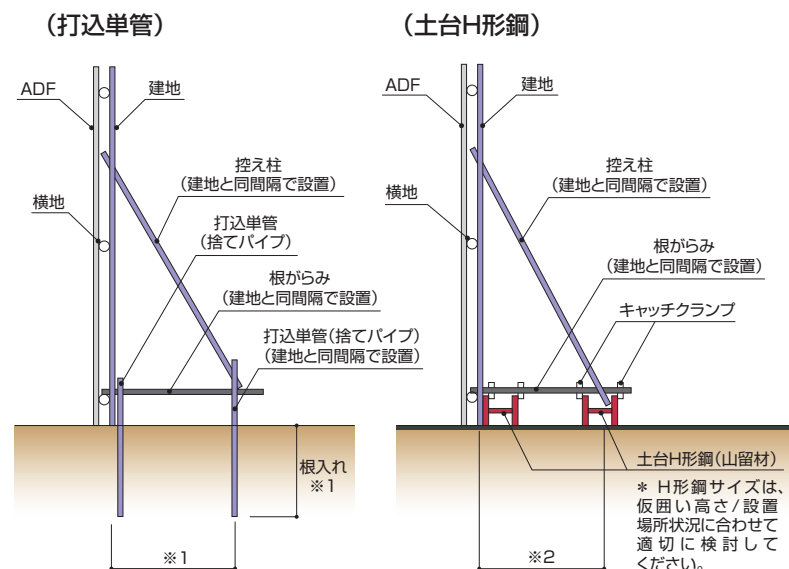 （打込単管）
ADF
建地
控え柱
（建地と同間隔で設置）
横地
打込単管
（捨てパイプ）
根がらみ
（建地と同間隔で設置）
打込単管（捨てパイプ）
（建地と同間隔で設置）
根入れ
※1
※1
（土台H形鋼）
ADF
建地
控え柱
（建地と同間隔で設置）
横地
根がらみ
（建地と同間隔で設置）
キャッチクランプ
土台H形鋼（山留材）
＊ H形鋼サイズは、
仮囲い高さ/設置
場所状況に合わせて
適切に検討して
ください。
※2